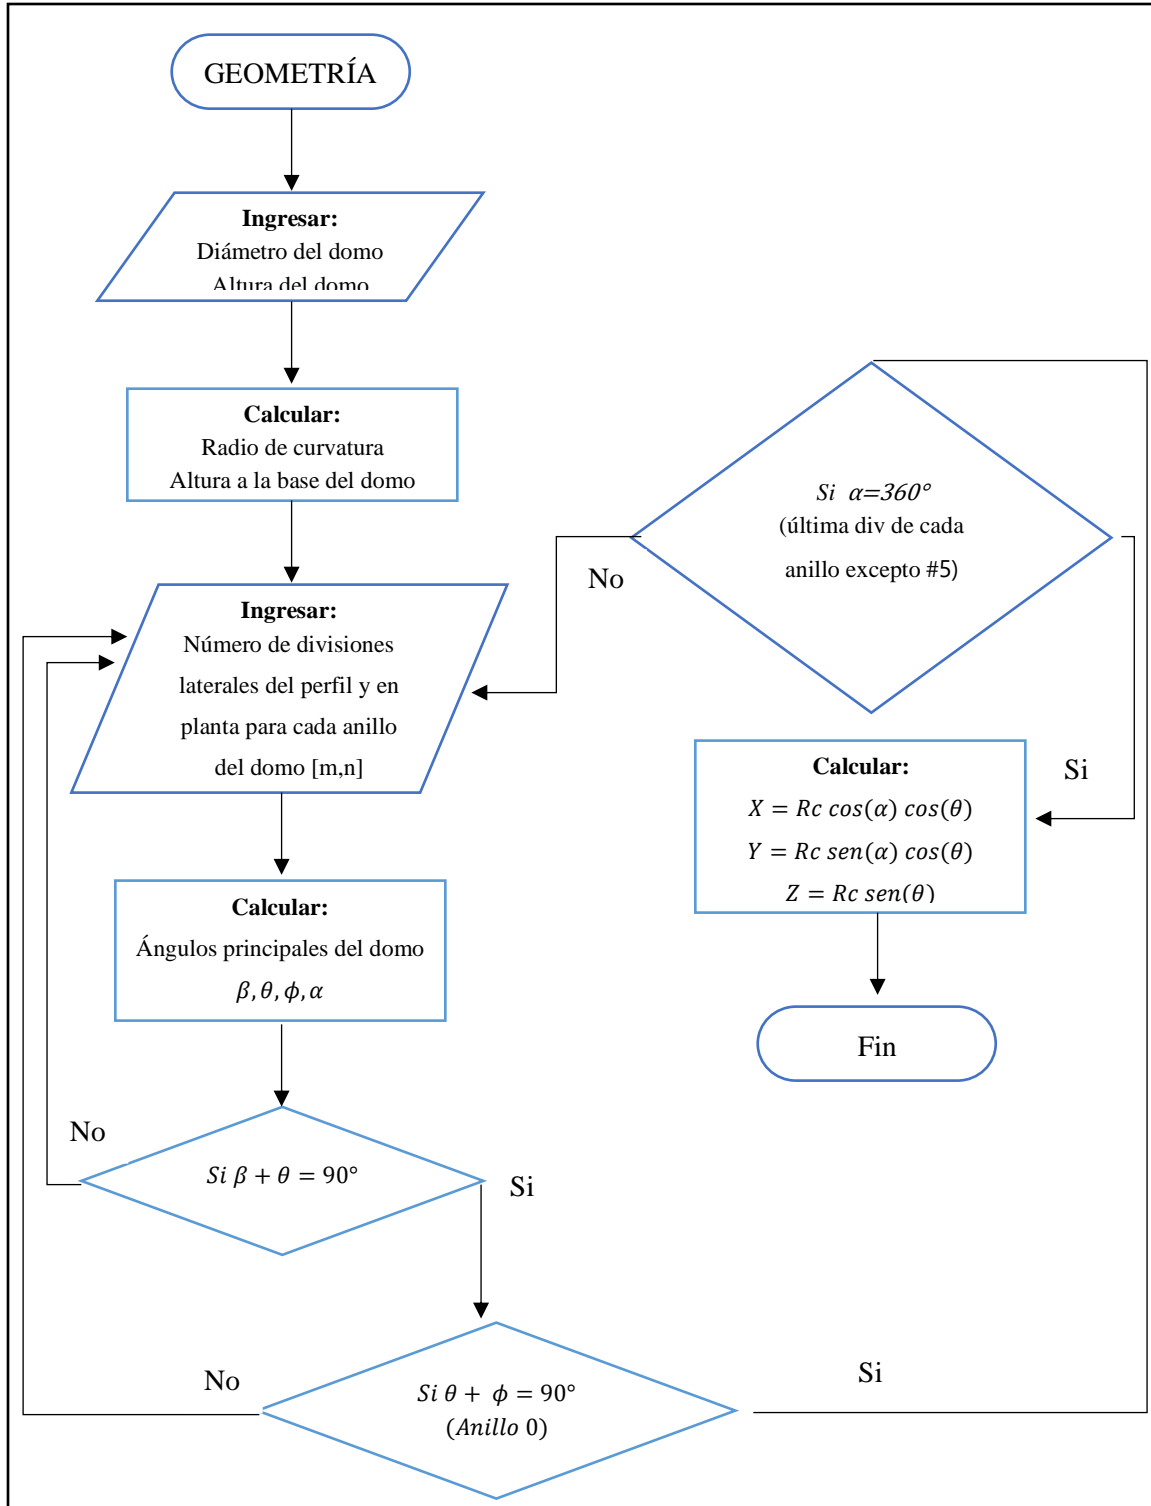 GEOMETRÍA
Ingresar:
Diámetro del domo
Altura del domo
Calcular:
Radio de curvatura
Altura a la base del domo
Ingresar:
Número de divisiones
laterales del perfil y en
planta para cada anillo
del domo [m,n]
Calcular:
Ángulos principales del domo
β, θ, ϕ, α
No
Si β + θ = 90°
Si
No
Si θ + ϕ = 90°
(Anillo 0)
Si
Si α=360°
(última div de cada
anillo excepto #5)
No
Si
Calcular:
X = Rc cos(α) cos(θ)
Y = Rc sen(α) cos(θ)
Z = Rc sen(θ)
Fin